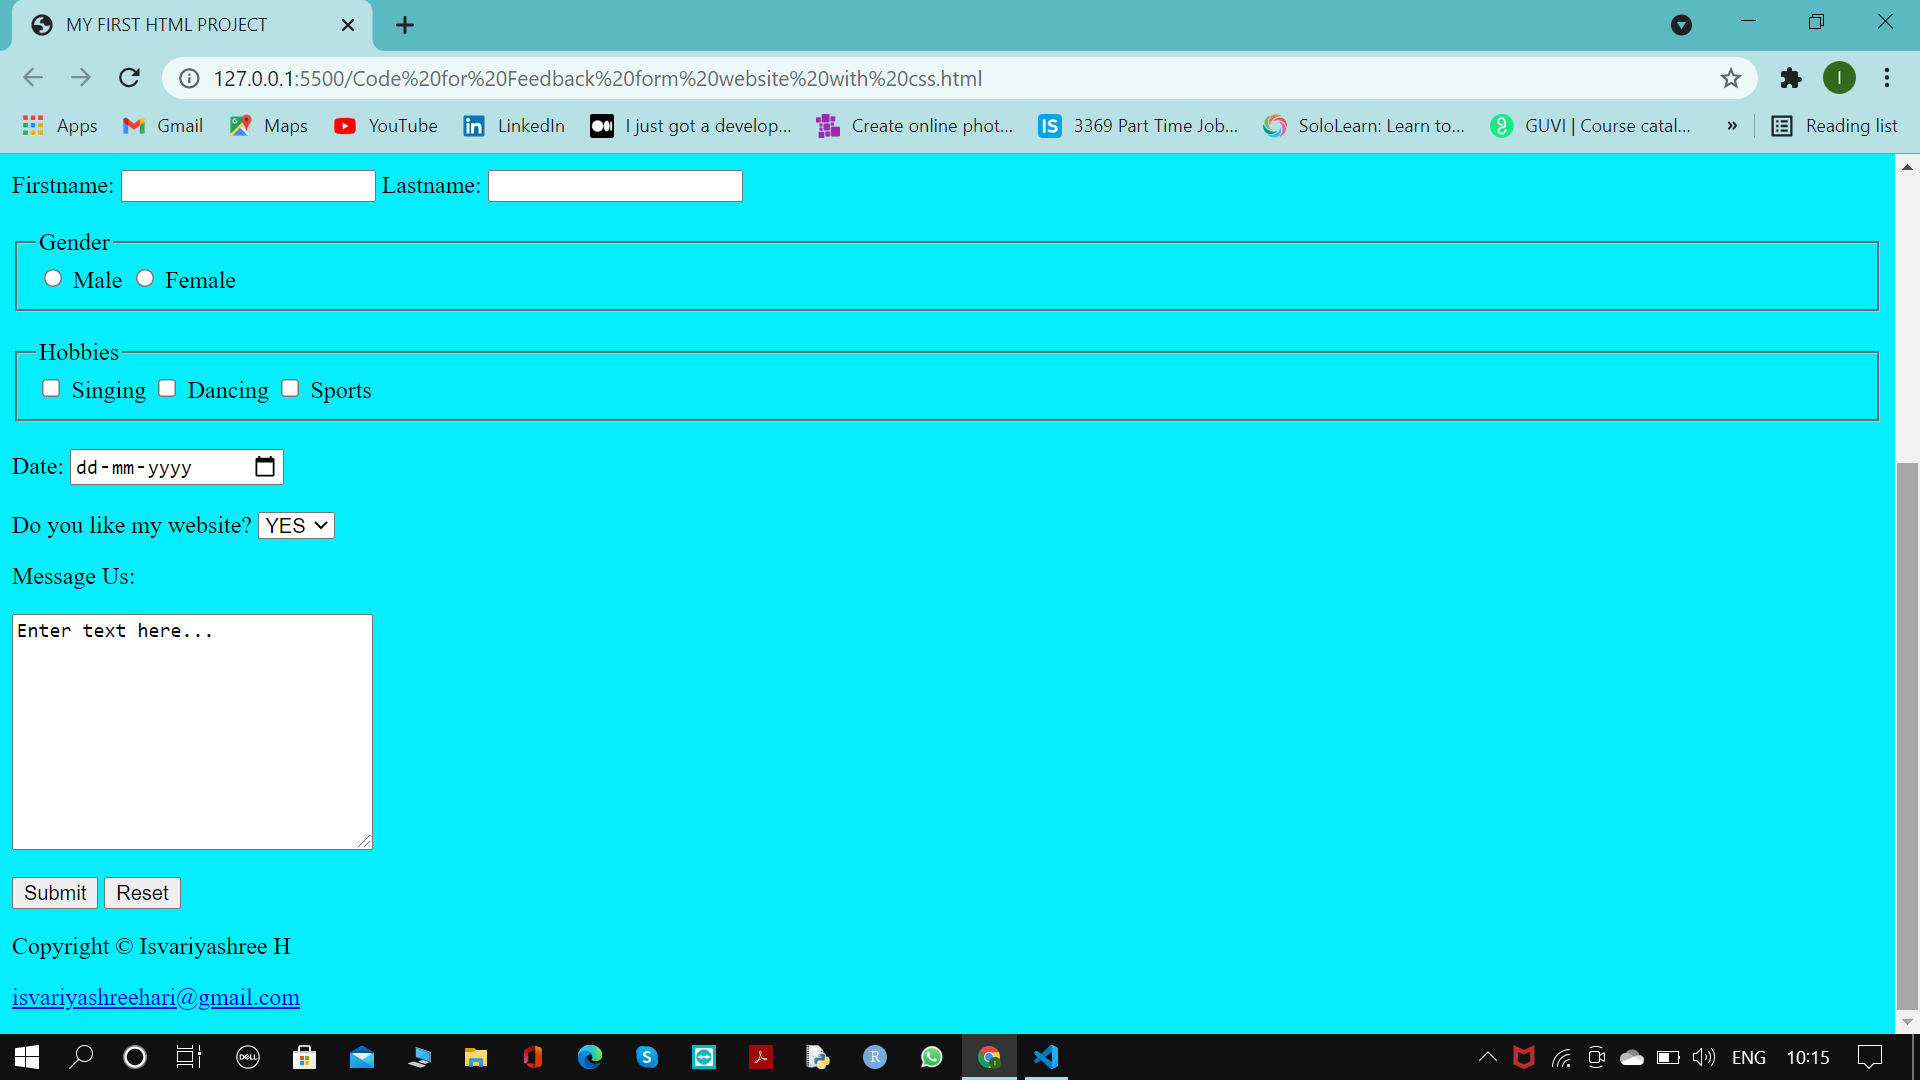 MY FIRST HTML PROJECT
127.0.0.1:5500/Code%20for%20Feedback%20form%20website%20with%20css.html
I
Apps Gmail Maps YouTube LinkedIn I just got a develop... Create online phot... IS 3369 Part Time Job... SoloLearn: Learn to... GUVI | Course catal... » Reading list
Firstname: Lastname:
Gender
Male Female
Hobbies
Singing Dancing Sports
Date: dd-mm-yyyy
Do you like my website? YES
Message Us:
Enter text here...
Submit Reset
Copyright © Isvariyashree H
isvariyashreehari@gmail.com
DELL S R ENG 10:15